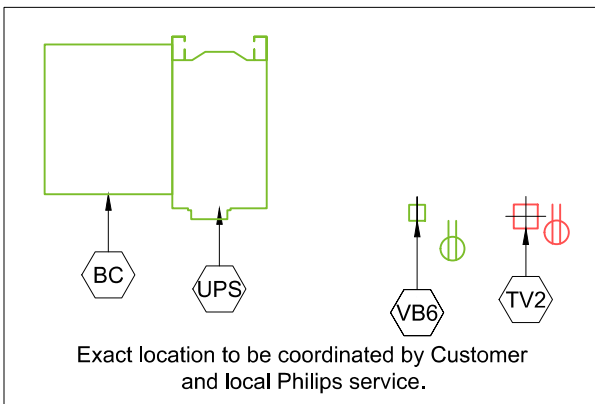 BC
UPS
VB6
TV2
Exact location to be coordinated by Customer
and local Philips service.